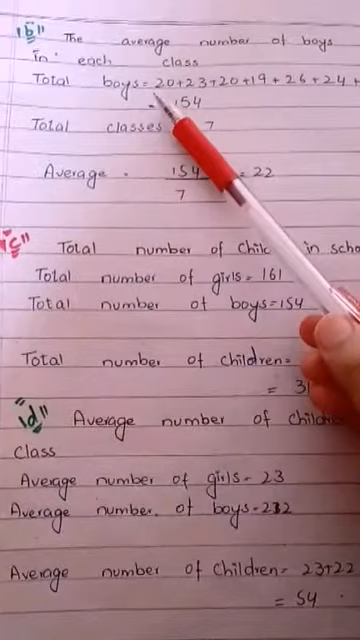 "b" The average number of boys
in each class
Total boys = 20+23+20+19+26+24+
= 154
Total classes 7
Average = 154/7 = 22
"c" Total number of Chil in scho
Total number of girls = 161
Total number of boys = 154
Total number of children =
= 31
"d" Average number of Childre
Class
Average number of girls = 23
Average number of boys = 232
Average number of Children = 23+22
= 54